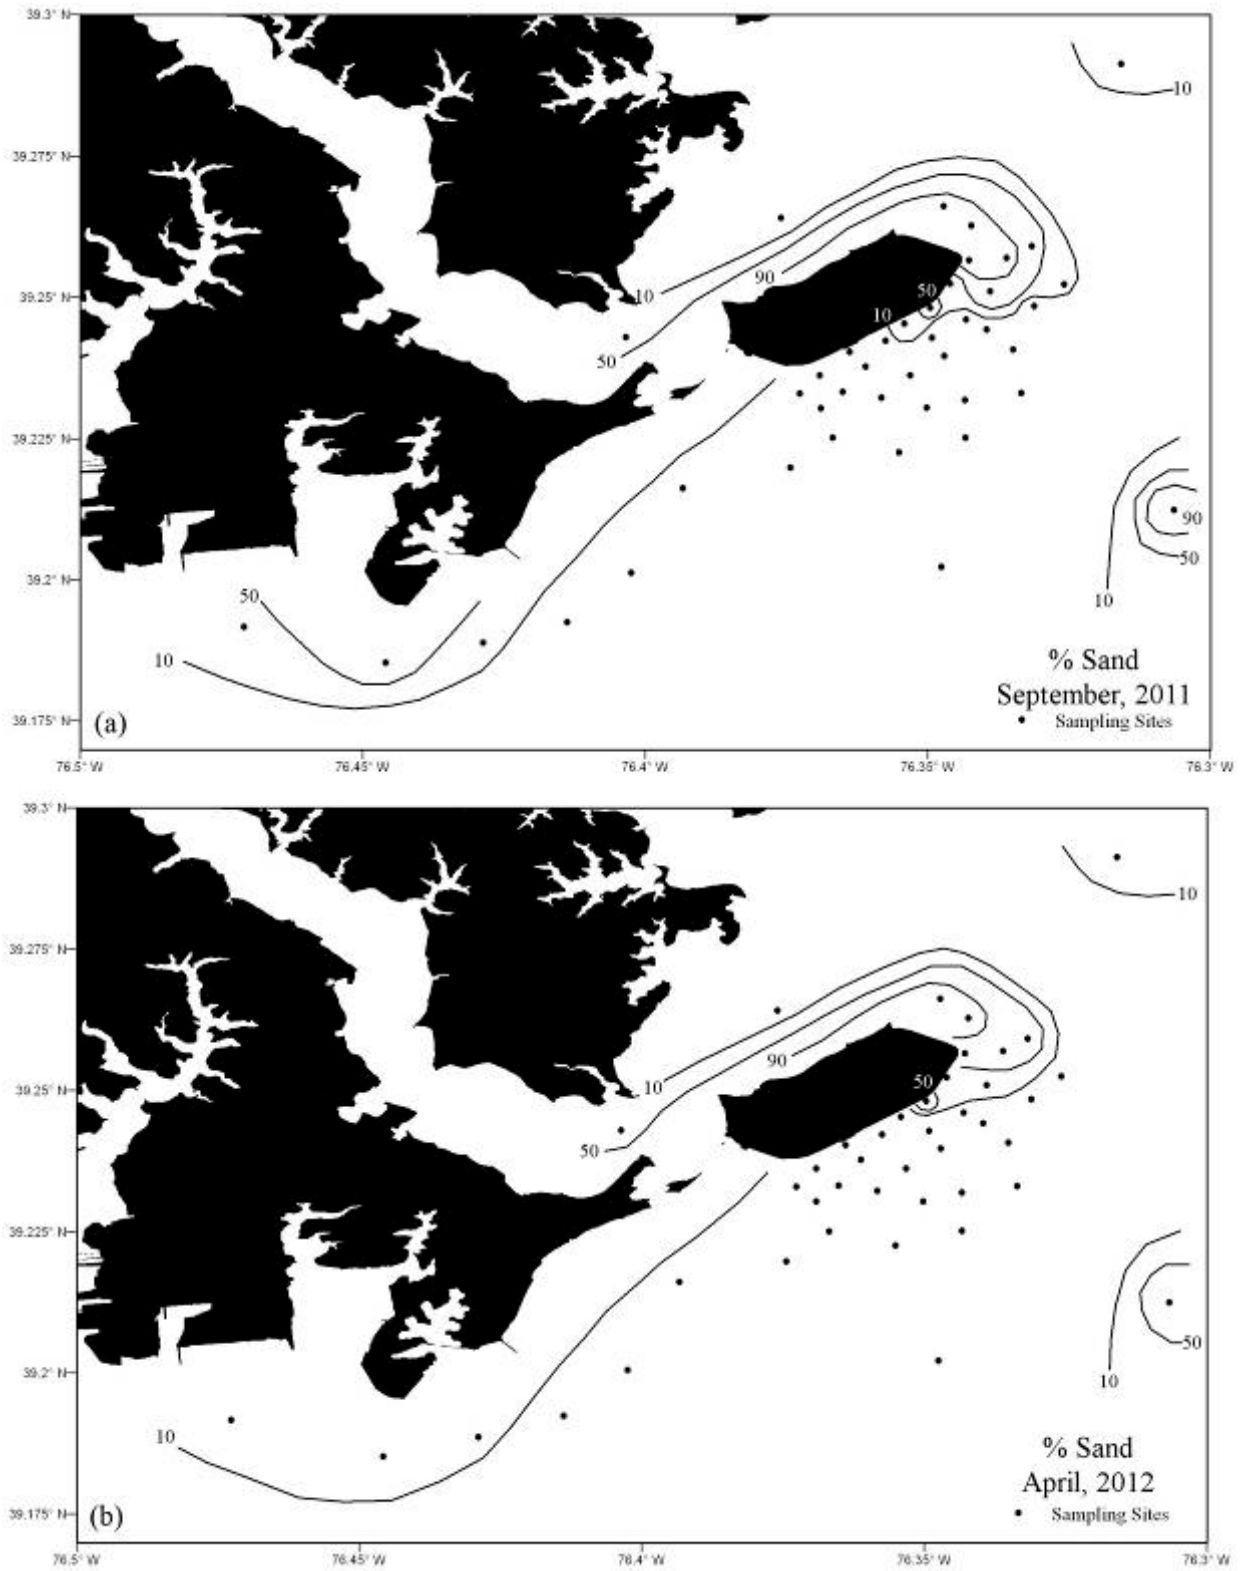 39.3° N
10
39.275° N
90
10
50
39.25° N
10
50
39.225° N
90
50
39.2° N
50
10
10
% Sand
September, 2011
Sampling Sites
39.175° N
(a)
76.5° W
76.45° W
76.4° W
76.35° W
76.3° W
39.3° N
10
39.275° N
90
10
50
39.25° N
50
39.225° N
50
39.2° N
10
10
% Sand
April, 2012
Sampling Sites
39.175° N
(b)
76.5° W
76.45° W
76.4° W
76.35° W
76.3° W